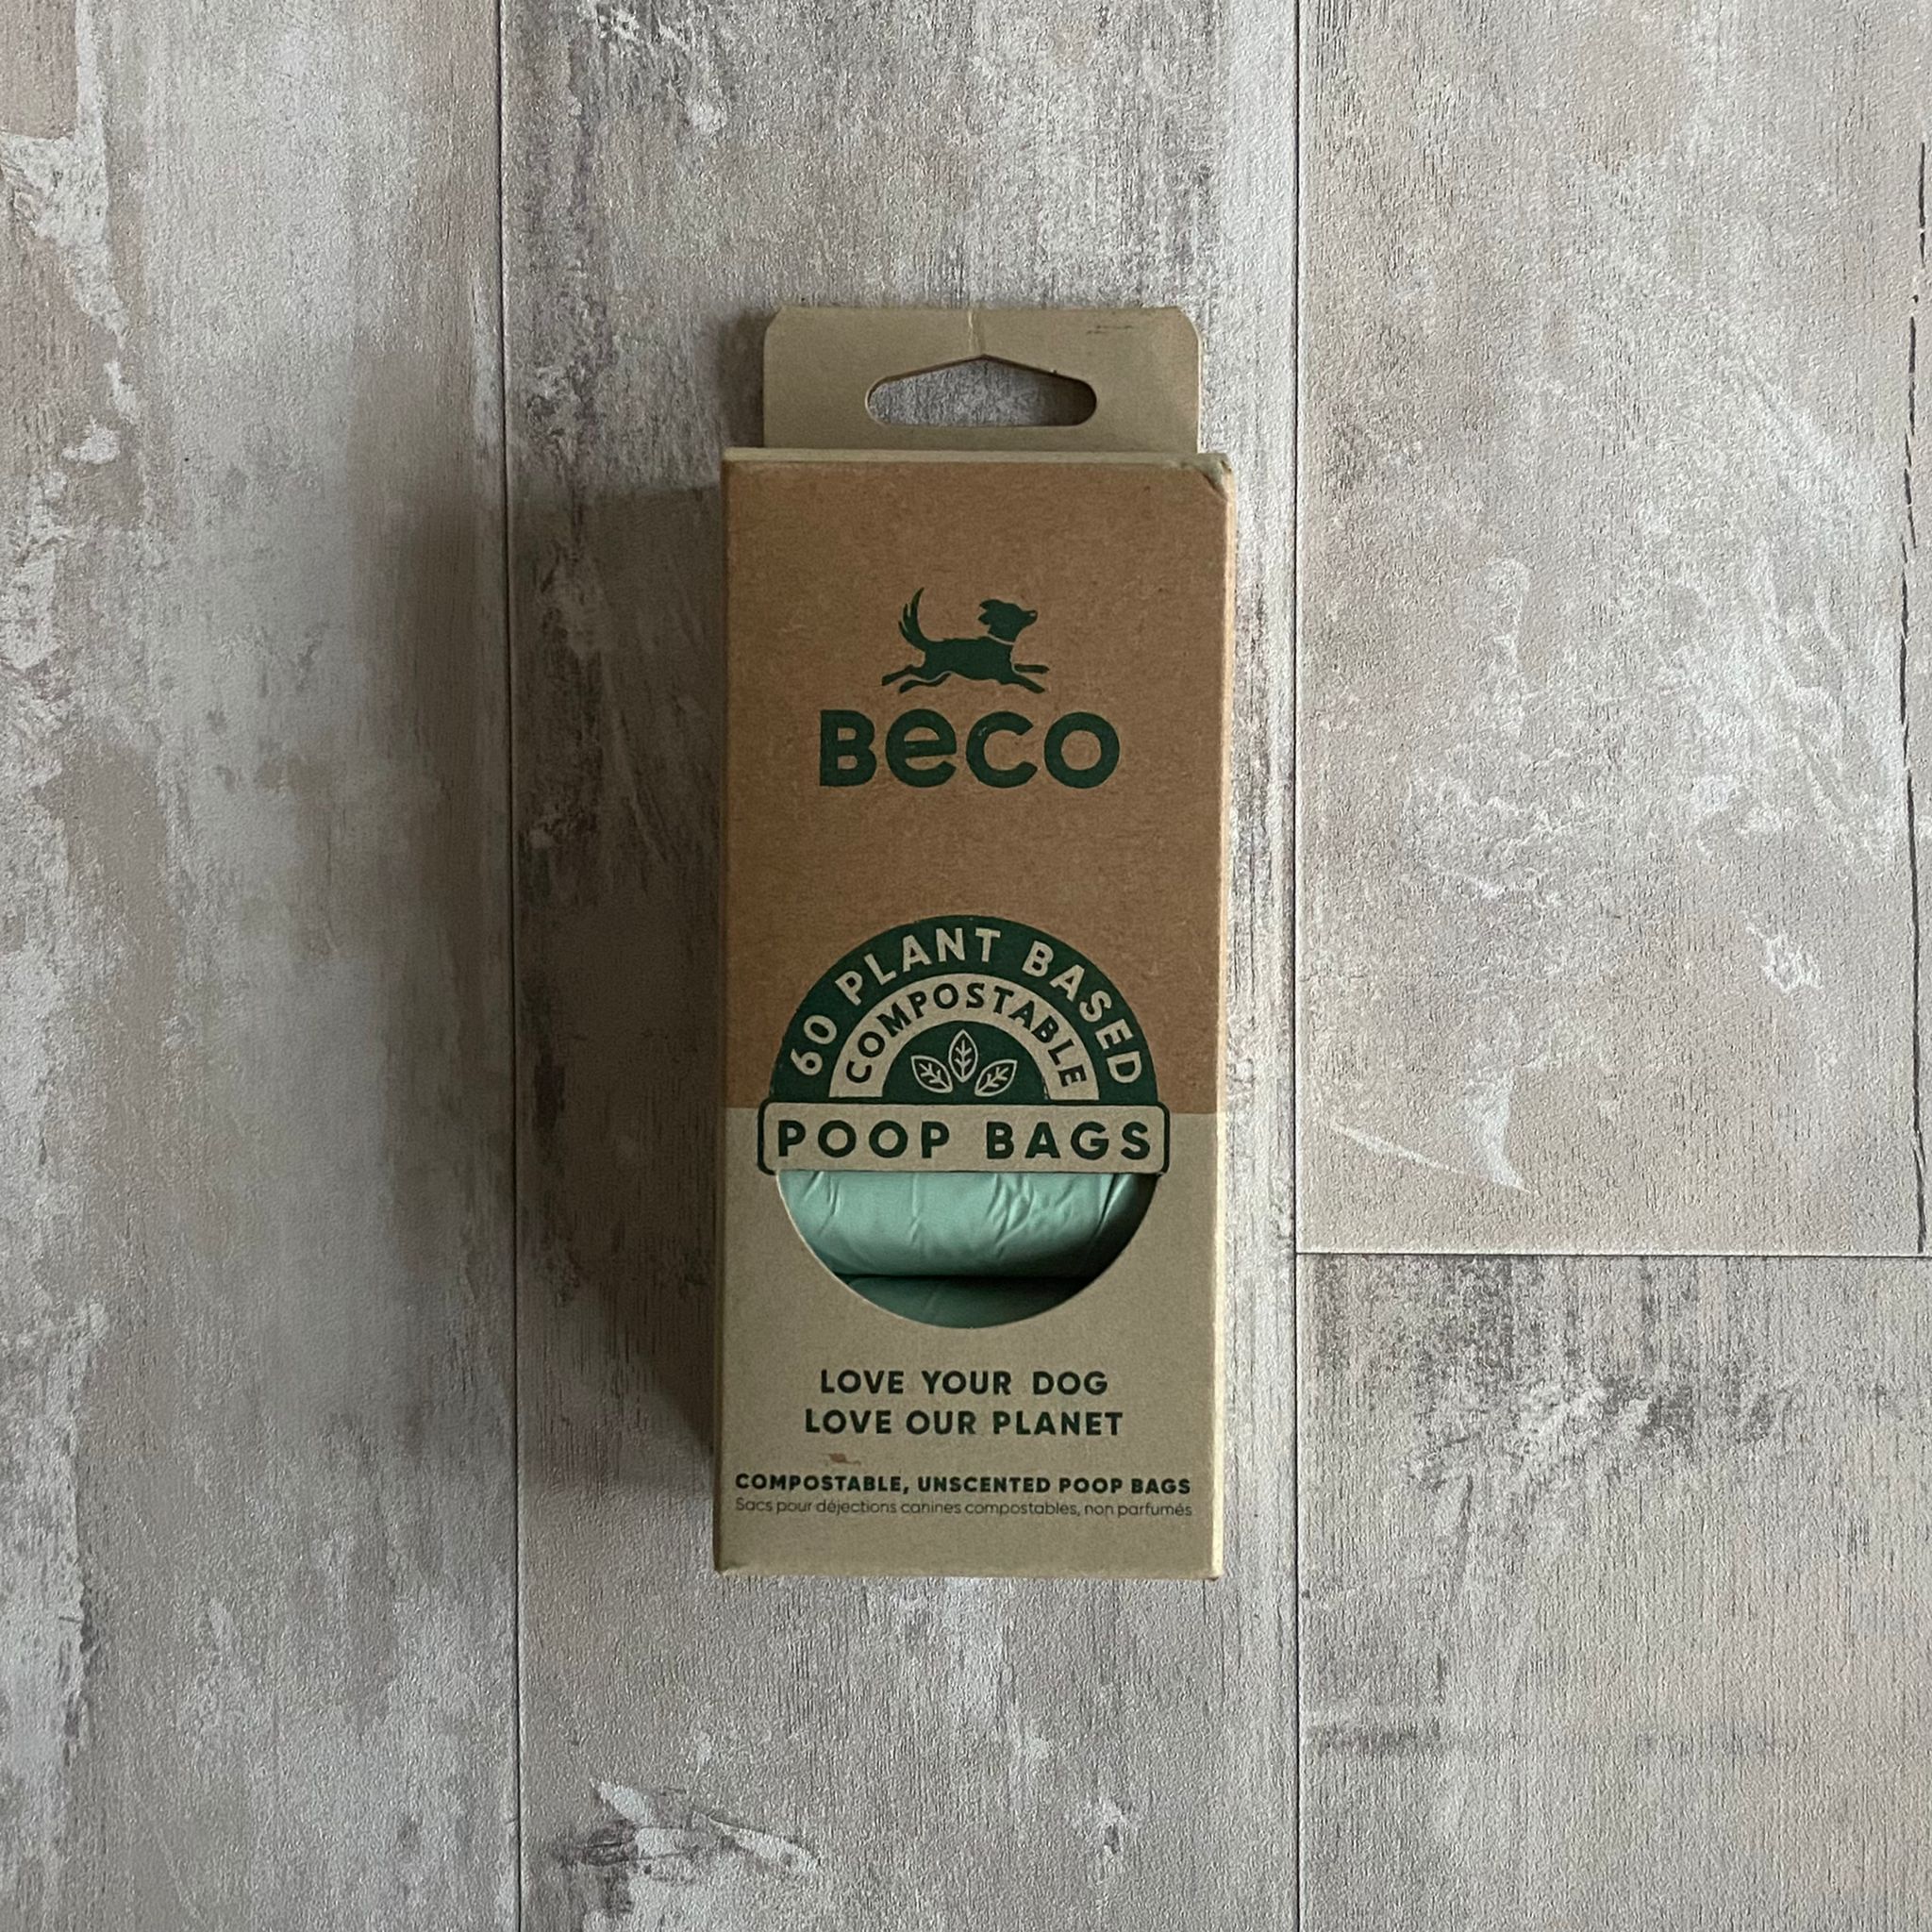 Beco
60 PLANT BASED
COMPOSTABLE
POOP BAGS
LOVE YOUR DOG
LOVE OUR PLANET
COMPOSTABLE, UNSCENTED POOP BAGS
Sacs pour déjections canines compostables, non parfumés